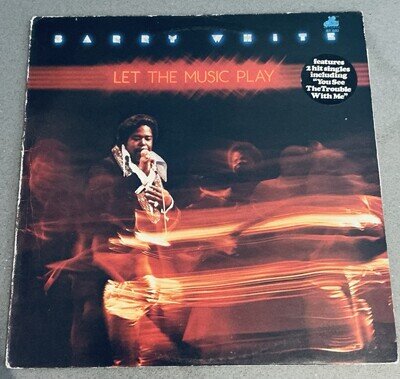 BARRY WHITE
LET THE MUSIC PLAY
features
2 hit singles
including
"You See
The Trouble
With Me"